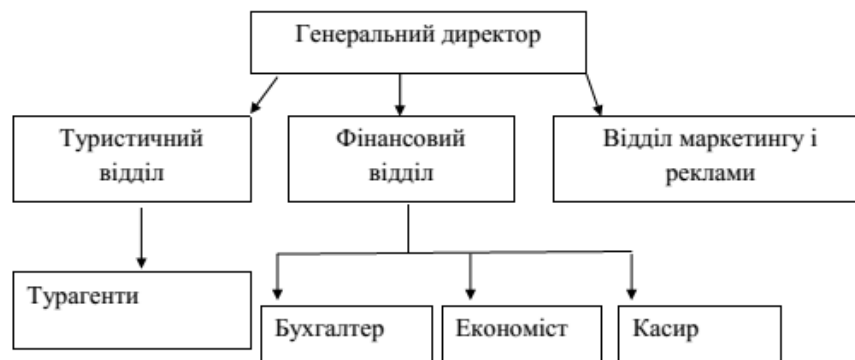 Генеральний директор
Туристичний
відділ
Фінансовий
відділ
Відділ маркетингу і
реклами
Турагенти
Бухгалтер
Економіст
Касир